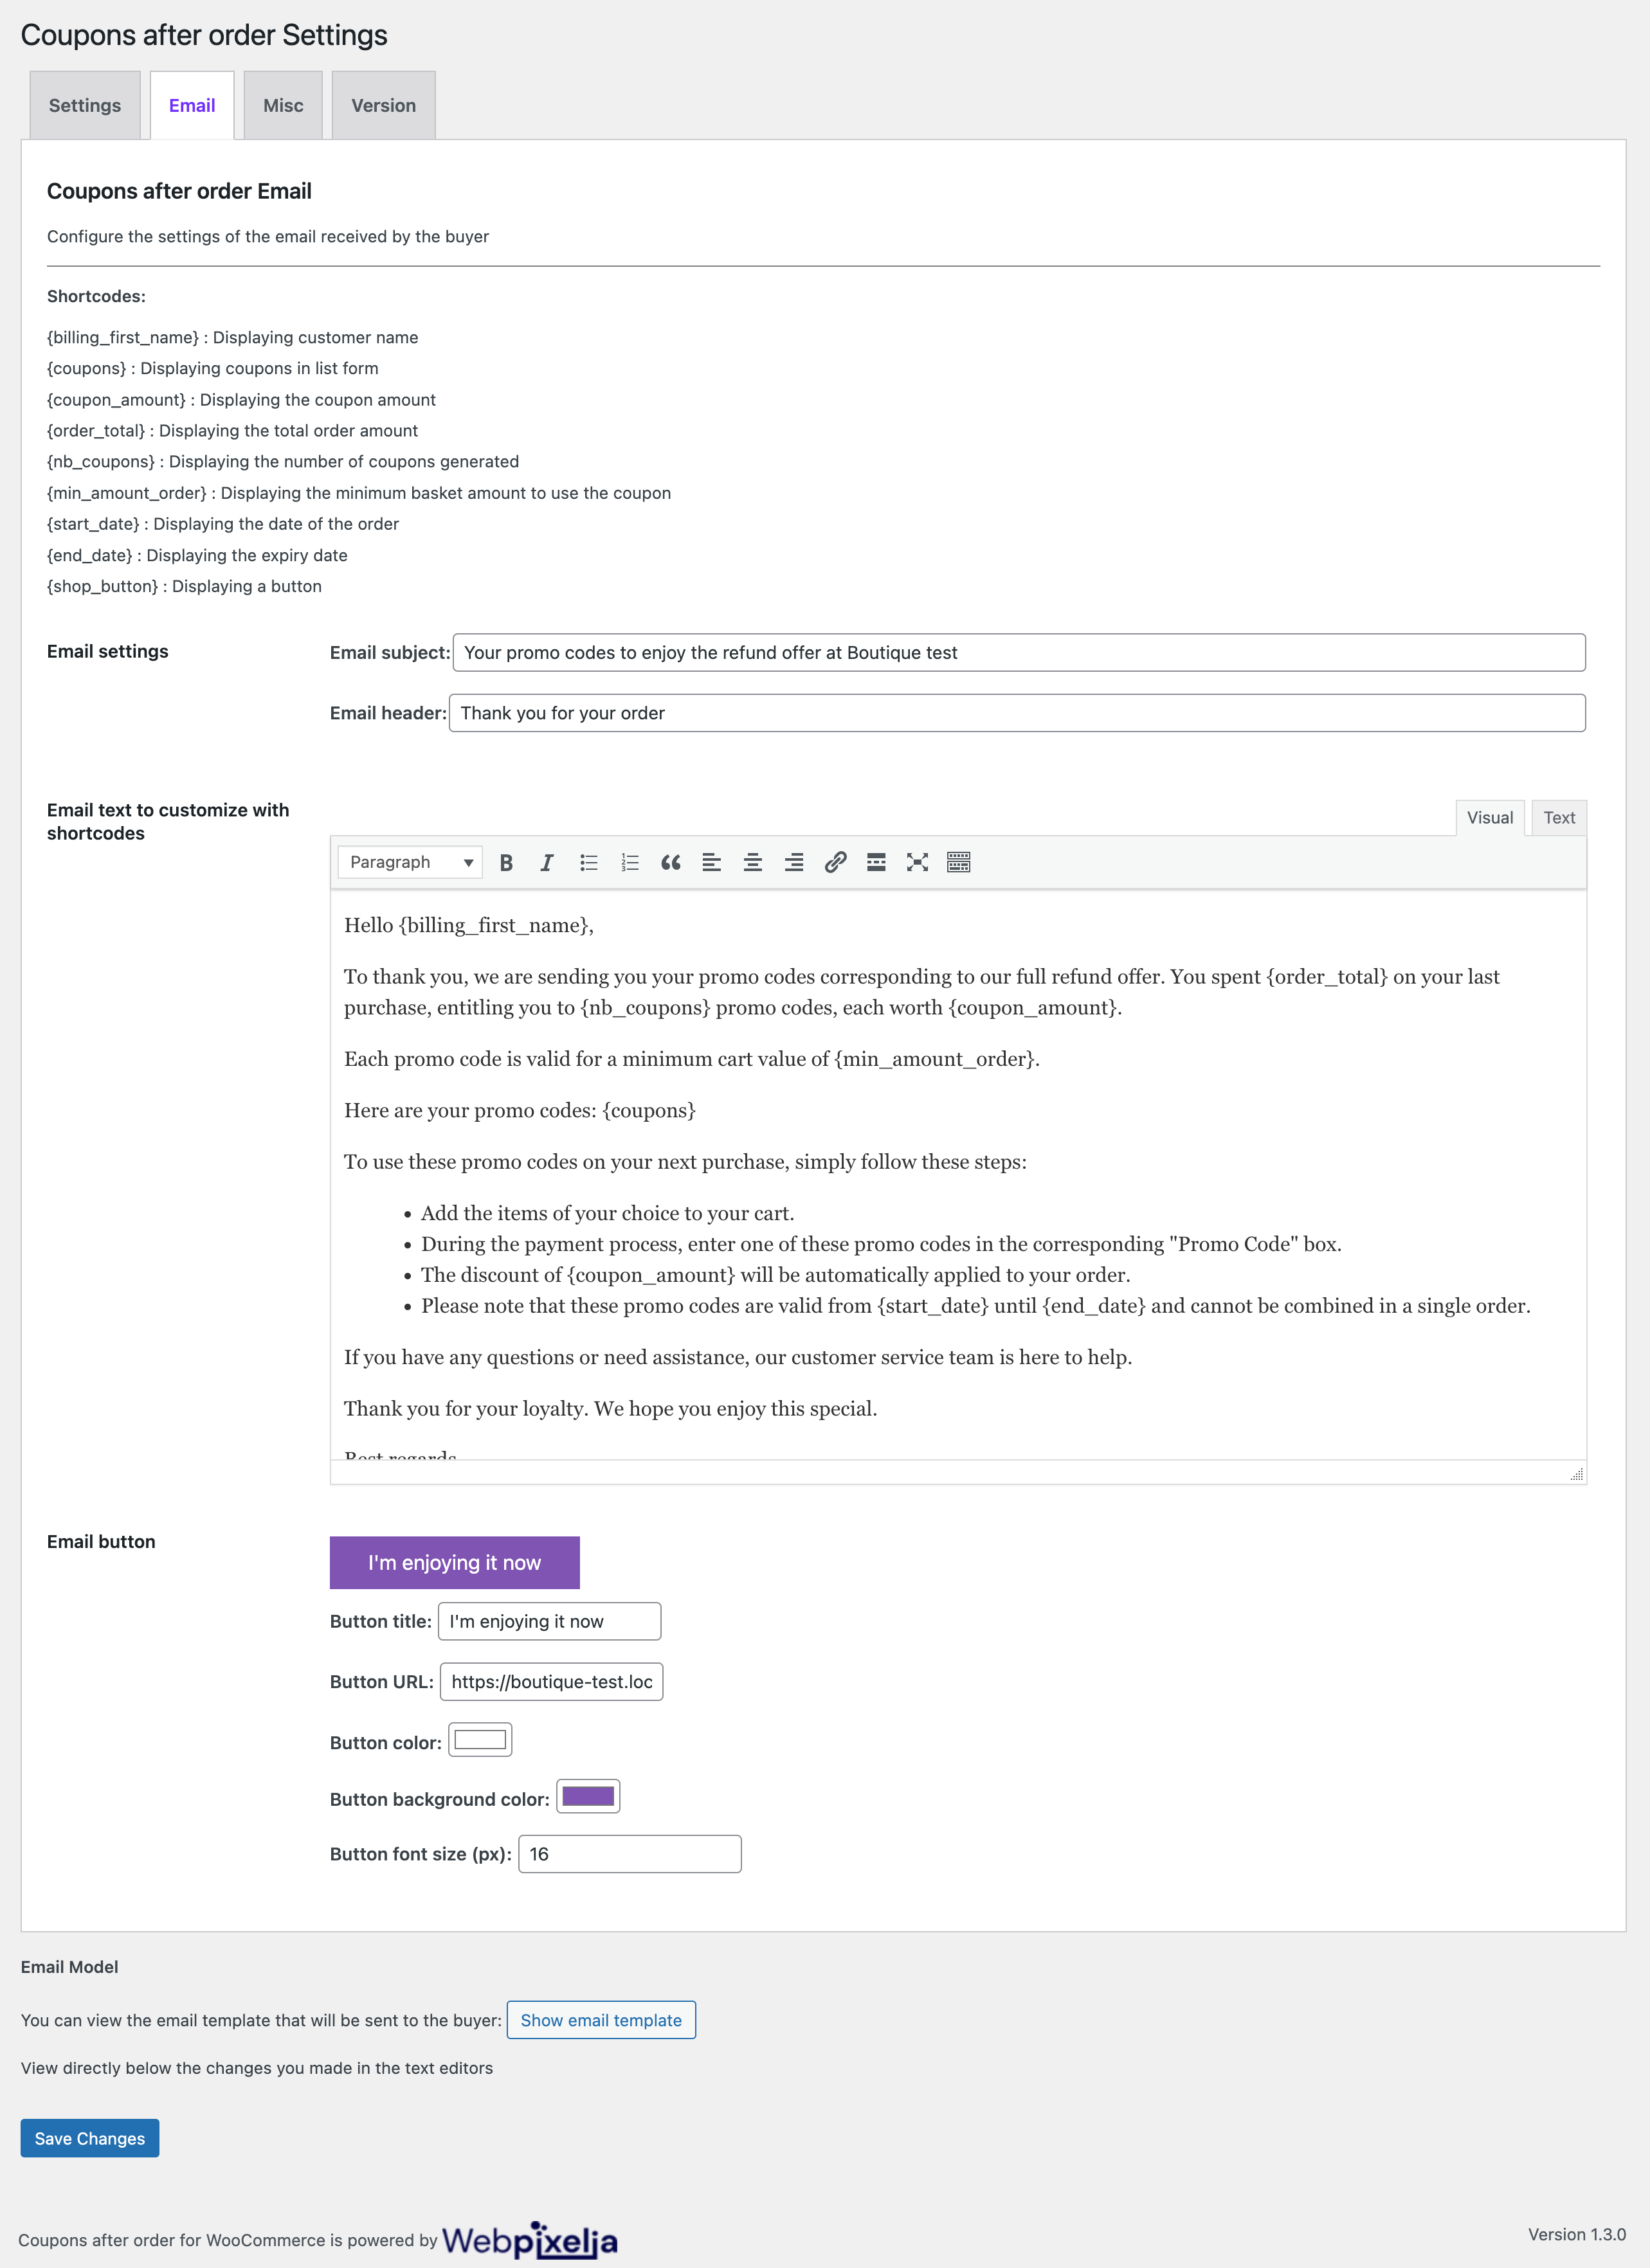 Coupons after order Settings
Settings
Email
Misc
Version
Coupons after order Email
Configure the settings of the email received by the buyer
Shortcodes:
{billing_first_name} : Displaying customer name
{coupons} : Displaying coupons in list form
{coupon_amount} : Displaying the coupon amount
{order_total} : Displaying the total order amount
{nb_coupons} : Displaying the number of coupons generated
{min_amount_order} : Displaying the minimum basket amount to use the coupon
{start_date} : Displaying the date of the order
{end_date} : Displaying the expiry date
{shop_button} : Displaying a button
Email settings
Email subject: Your promo codes to enjoy the refund offer at Boutique test
Email header: Thank you for your order
Email text to customize with
shortcodes
Visual
Text
Paragraph
Hello {billing_first_name},
To thank you, we are sending you your promo codes corresponding to our full refund offer. You spent {order_total} on your last
purchase, entitling you to {nb_coupons} promo codes, each worth {coupon_amount}.
Each promo code is valid for a minimum cart value of {min_amount_order}.
Here are your promo codes: {coupons}
To use these promo codes on your next purchase, simply follow these steps:
• Add the items of your choice to your cart.
• During the payment process, enter one of these promo codes in the corresponding "Promo Code" box.
• The discount of {coupon_amount} will be automatically applied to your order.
• Please note that these promo codes are valid from {start_date} until {end_date} and cannot be combined in a single order.
If you have any questions or need assistance, our customer service team is here to help.
Thank you for your loyalty. We hope you enjoy this special.
Best regards
Email button
I'm enjoying it now
Button title: I'm enjoying it now
Button URL: https://boutique-test.loc
Button color:
Button background color:
Button font size (px): 16
Email Model
You can view the email template that will be sent to the buyer: Show email template
View directly below the changes you made in the text editors
Save Changes
Coupons after order for WooCommerce is powered by Webpixelia
Version 1.3.0